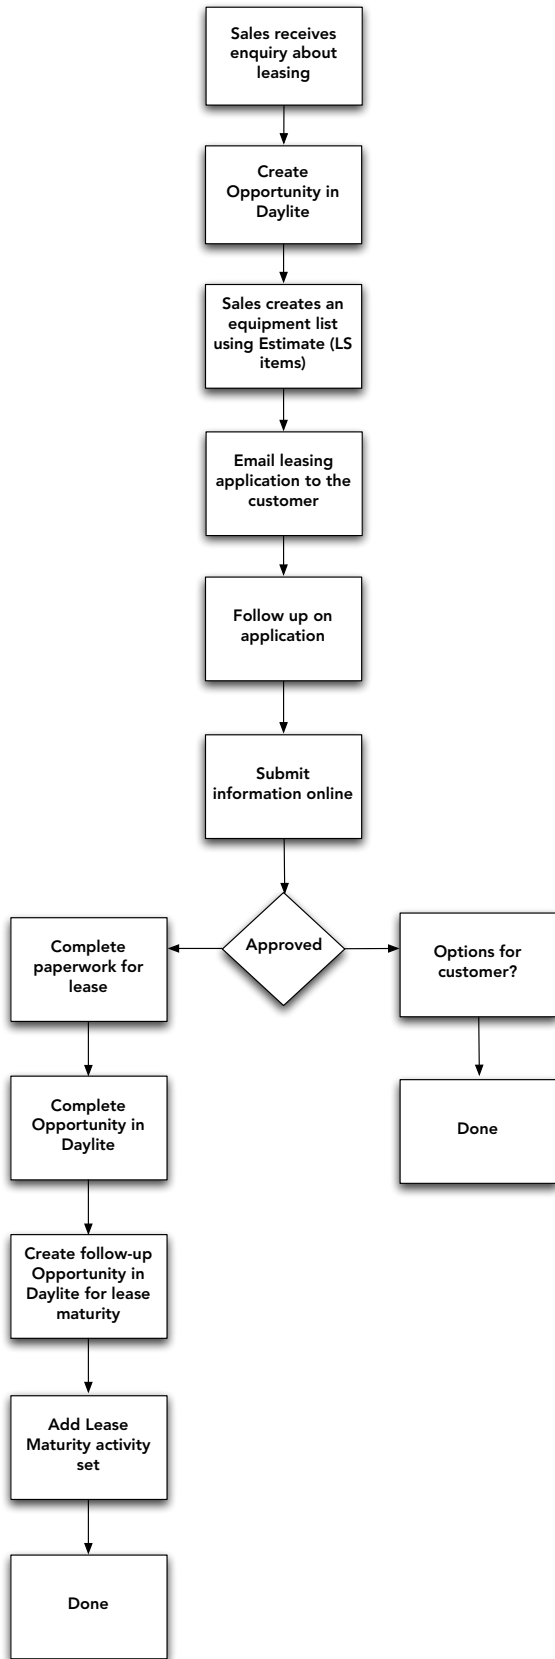 Sales receives
enquiry about
leasing
Create
Opportunity in
Daylite
Sales creates an
equipment list
using Estimate (LS
items)
Email leasing
application to the
customer
Follow up on
application
Submit
information online
Approved
Complete
paperwork for
lease
Options for
customer?
Complete
Opportunity in
Daylite
Done
Create follow-up
Opportunity in
Daylite for lease
maturity
Add Lease
Maturity activity
set
Done